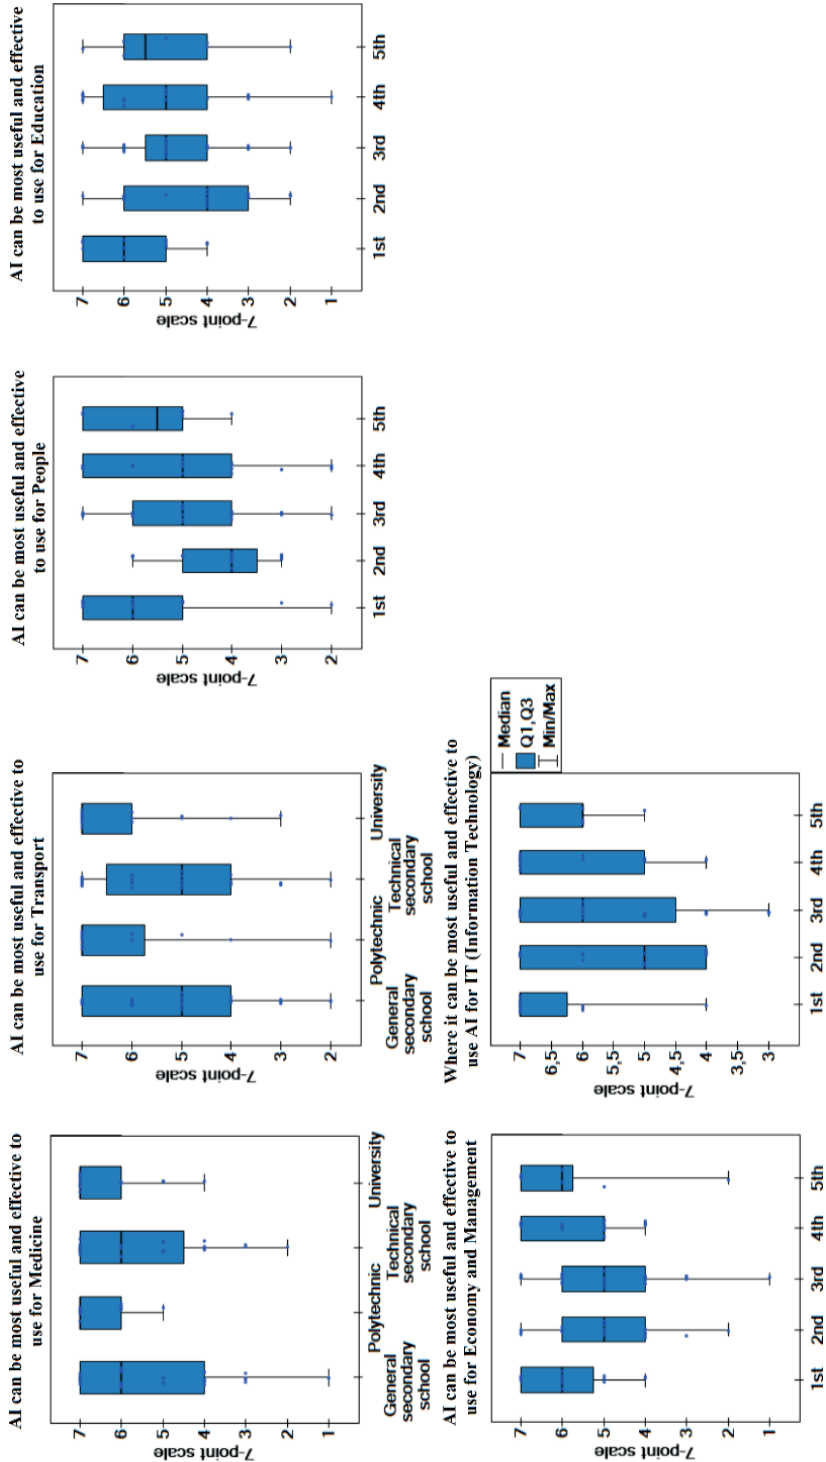 AI can be most useful and effective to
use for Medicine
7-point scale
7
6
5
4
3
2
1
General
secondary
school
Polytechnic
Technical
secondary
school
University
AI can be most useful and effective to
use for Transport
7-point scale
7
6
5
4
3
2
General
secondary
school
Polytechnic
Technical
secondary
school
University
AI can be most useful and effective
to use for People
7-point scale
7
6
5
4
3
2
1st 2nd 3rd 4th 5th
AI can be most useful and effective
to use for Education
7-point scale
7
6
5
4
3
2
1
1st 2nd 3rd 4th 5th
AI can be most useful and effective to
use for Economy and Management
7-point scale
7
6
5
4
3
2
1
1st 2nd 3rd 4th 5th
Where it can be most useful and effective to
use AI for IT (Information Technology)
7-point scale
7
6,5
6
5,5
5
4,5
4
3,5
3
1st 2nd 3rd 4th 5th
Median
Q1,Q3
Min/Max